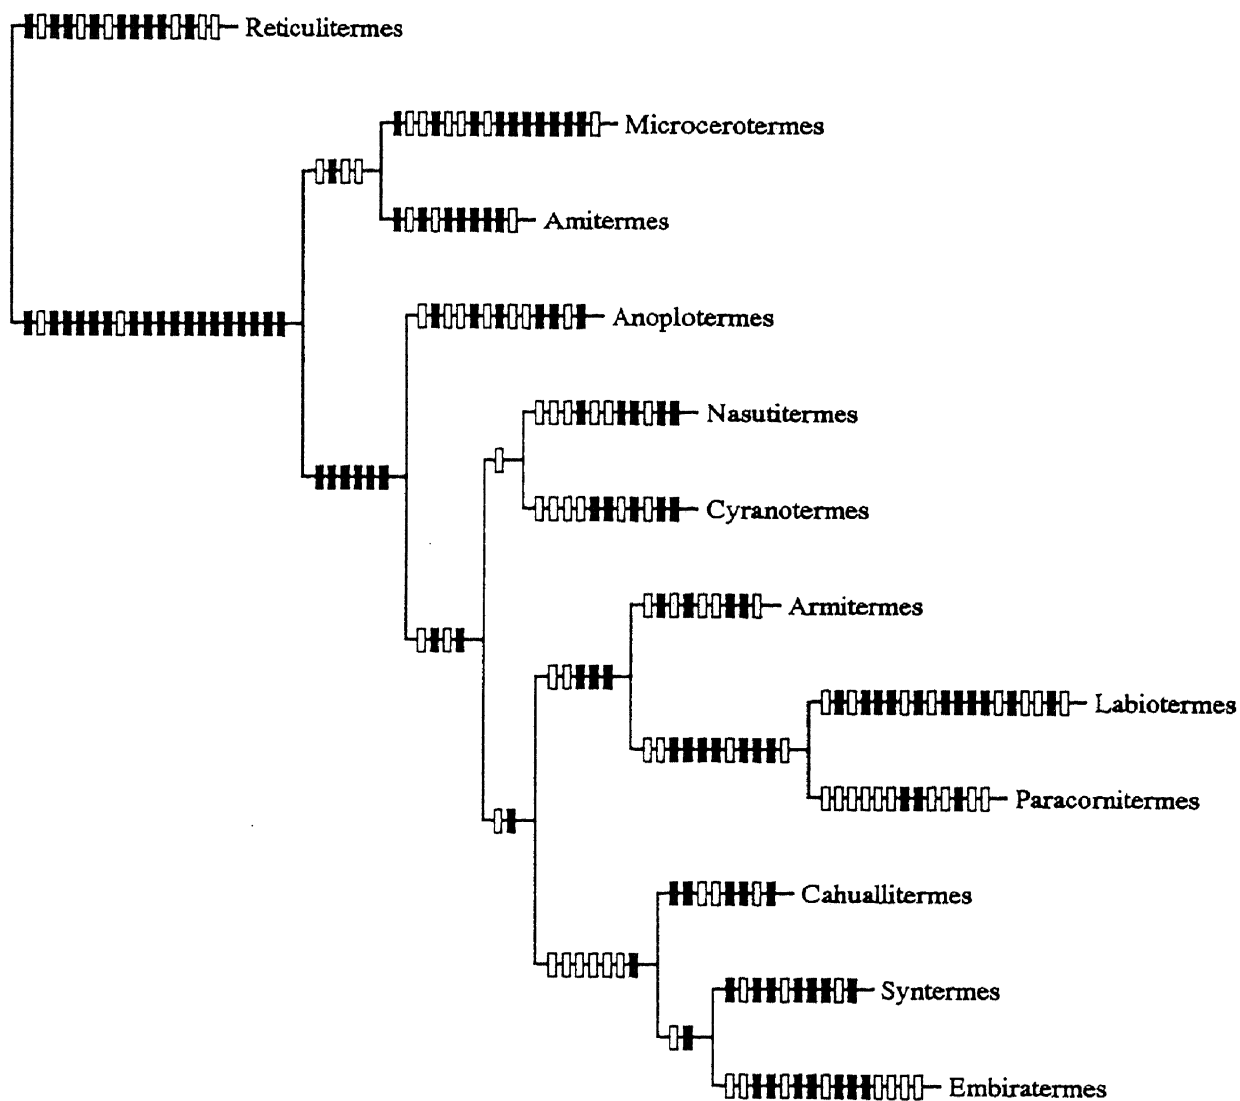 Reticulitermes
Microcerotermes
Amitermes
Anoplotermes
Nasutitermes
Cyranotermes
Armitermes
Labiotermes
Paracornitermes
Cahuallitermes
Syntermes
Embiratermes